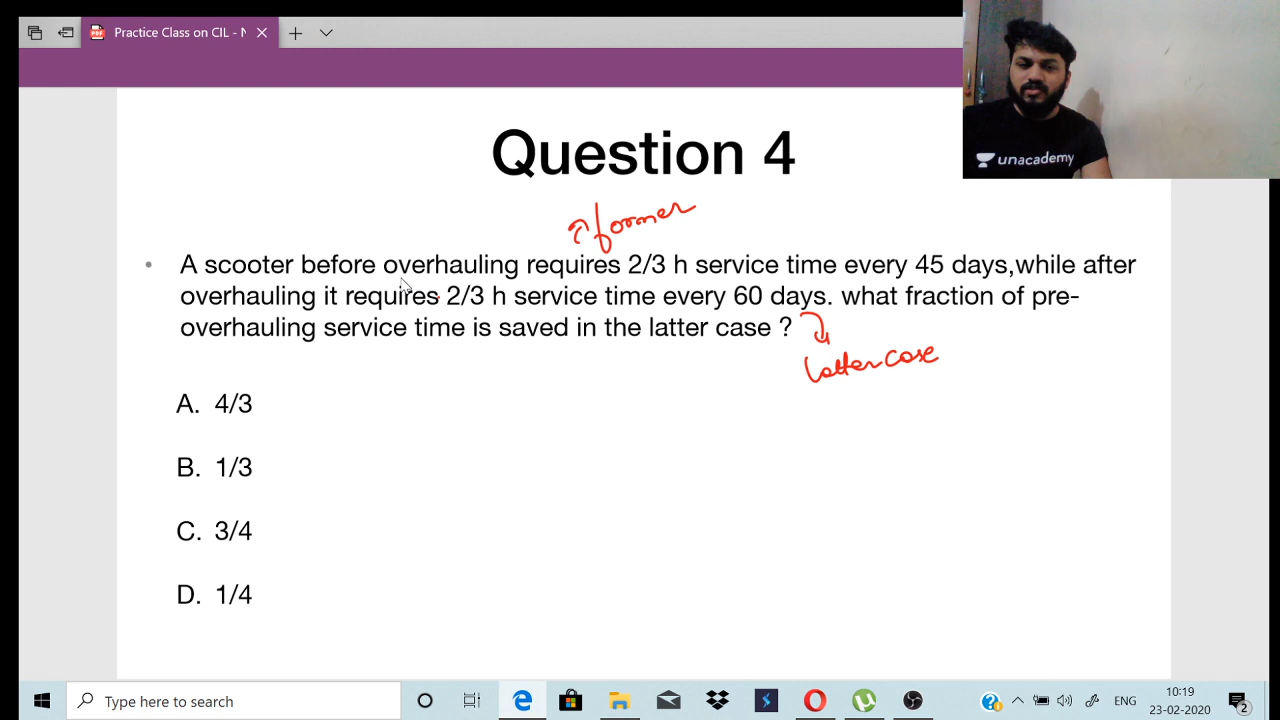 Practice Class on CIL - N
unacademy
Question 4
former
A scooter before overhauling requires 2/3 h service time every 45 days,while after
overhauling it requires 2/3 h service time every 60 days. what fraction of pre-
overhauling service time is saved in the latter case ?
latter case
A. 4/3
B. 1/3
C. 3/4
D. 1/4
Type here to search
ENG
10:19
23-02-2020
2